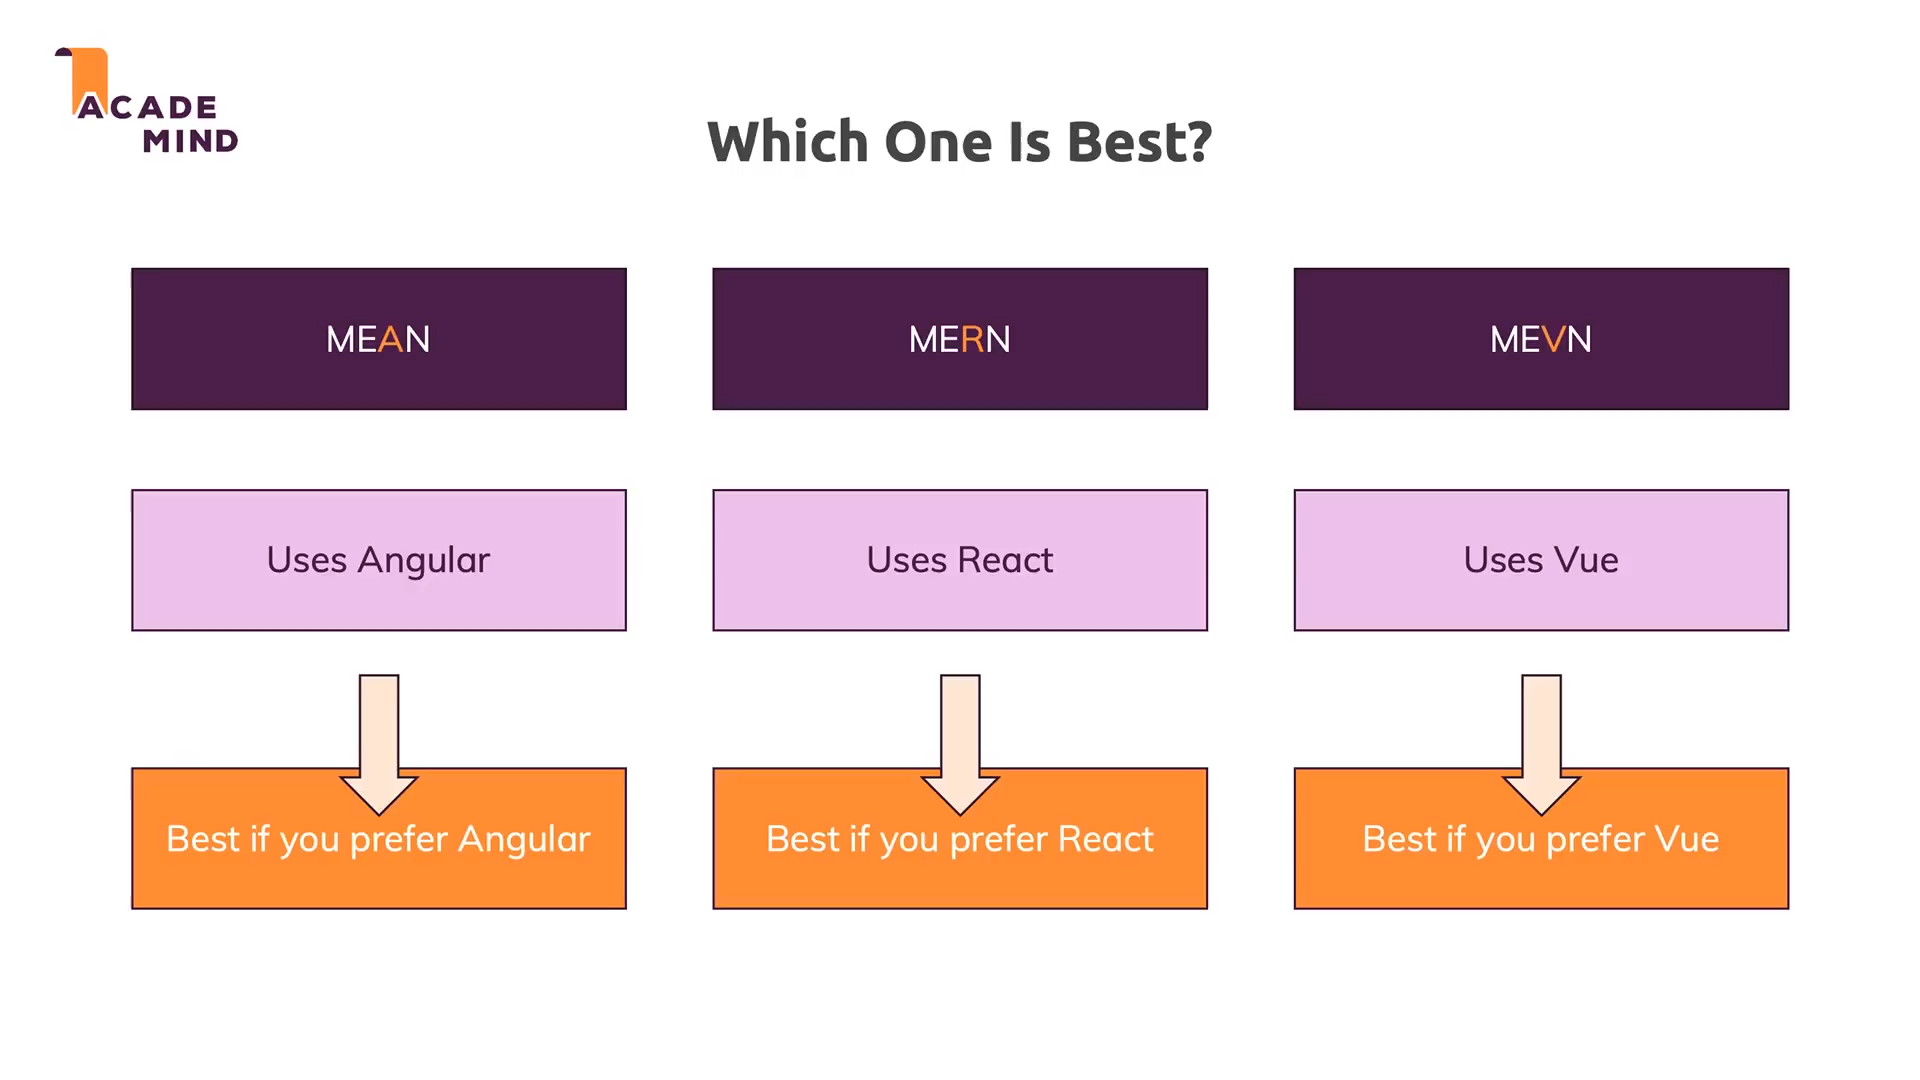 ACADE
MIND
Which One Is Best?
MEAN
MERN
MEVN
Uses Angular
Uses React
Uses Vue
Best if you prefer Angular
Best if you prefer React
Best if you prefer Vue